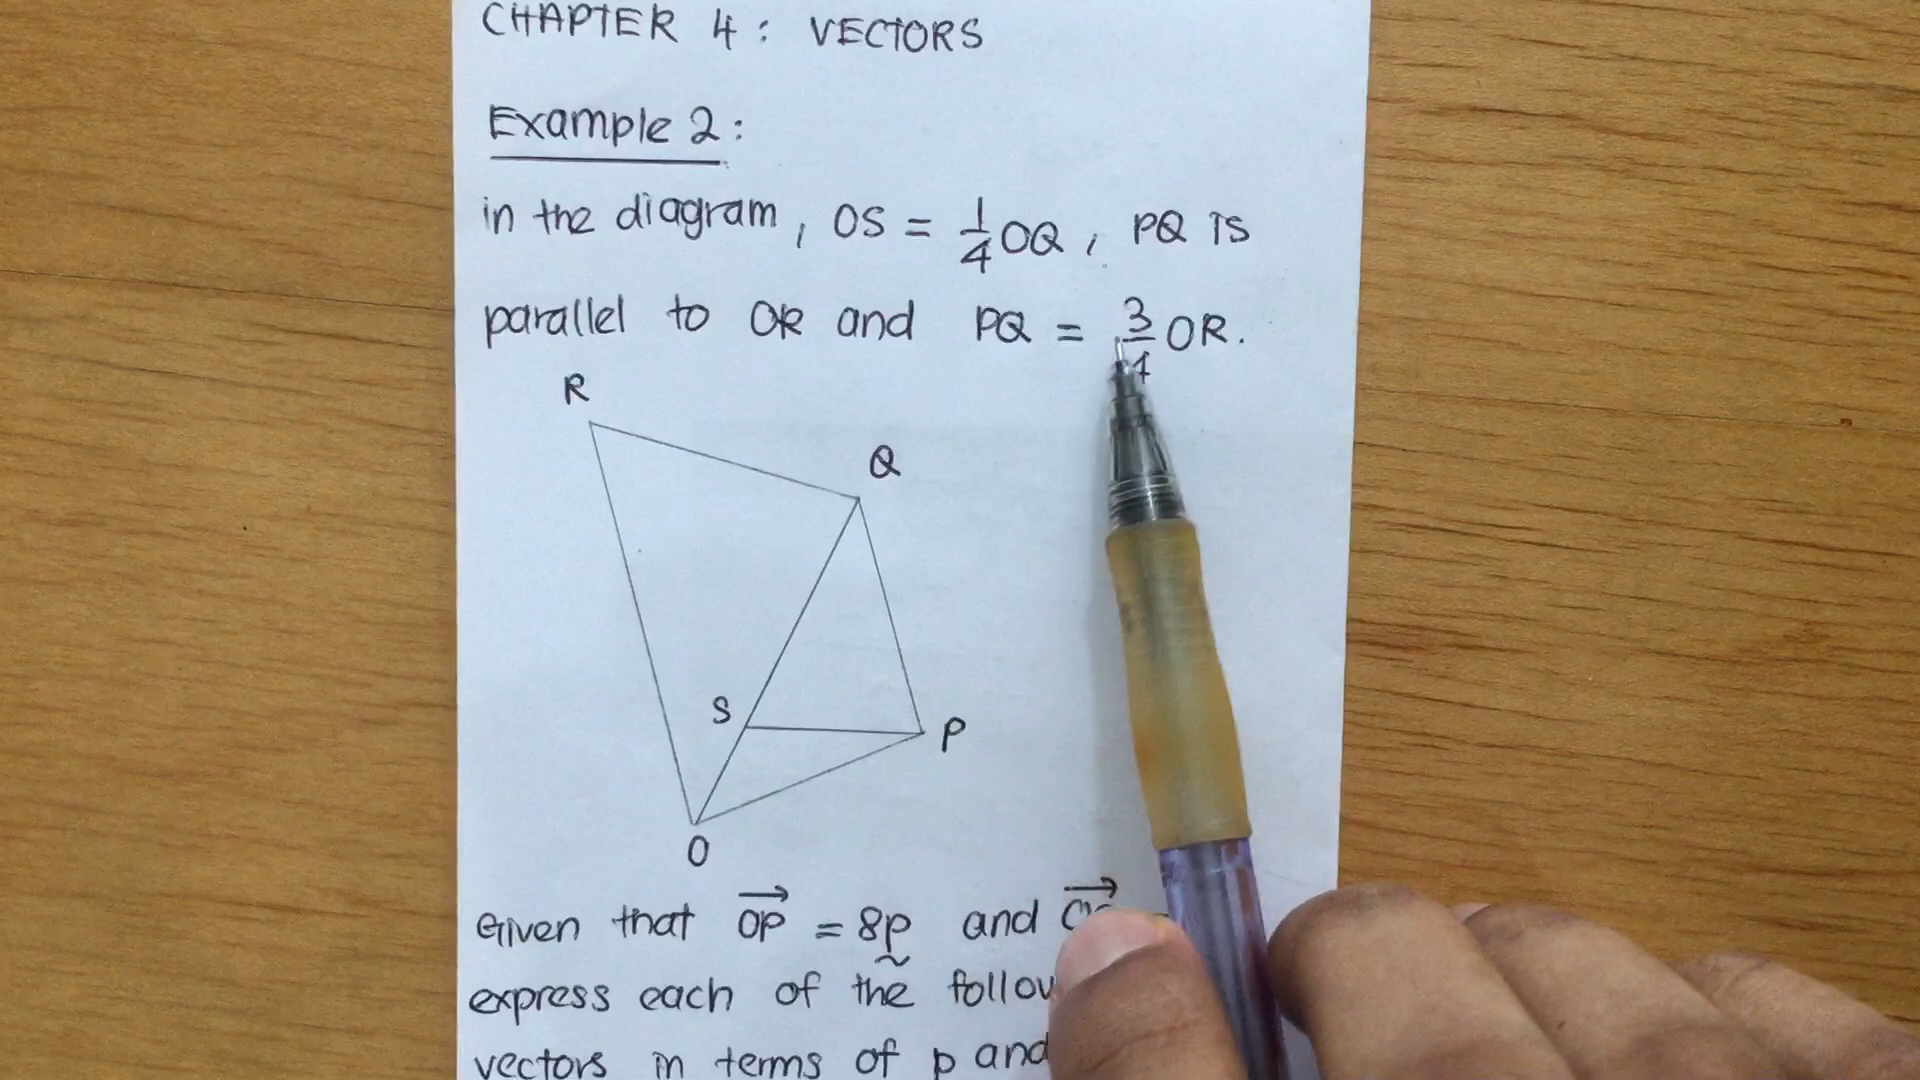 CHAPTER 4 : VECTORS
Example 2 :
in the diagram, OS = 1/4 OQ, PQ is
parallel to OR and PQ = 3/4 OR.
R
Q
S
P
O
Given that OP = 8p and
express each of the
vectors in terms of p and